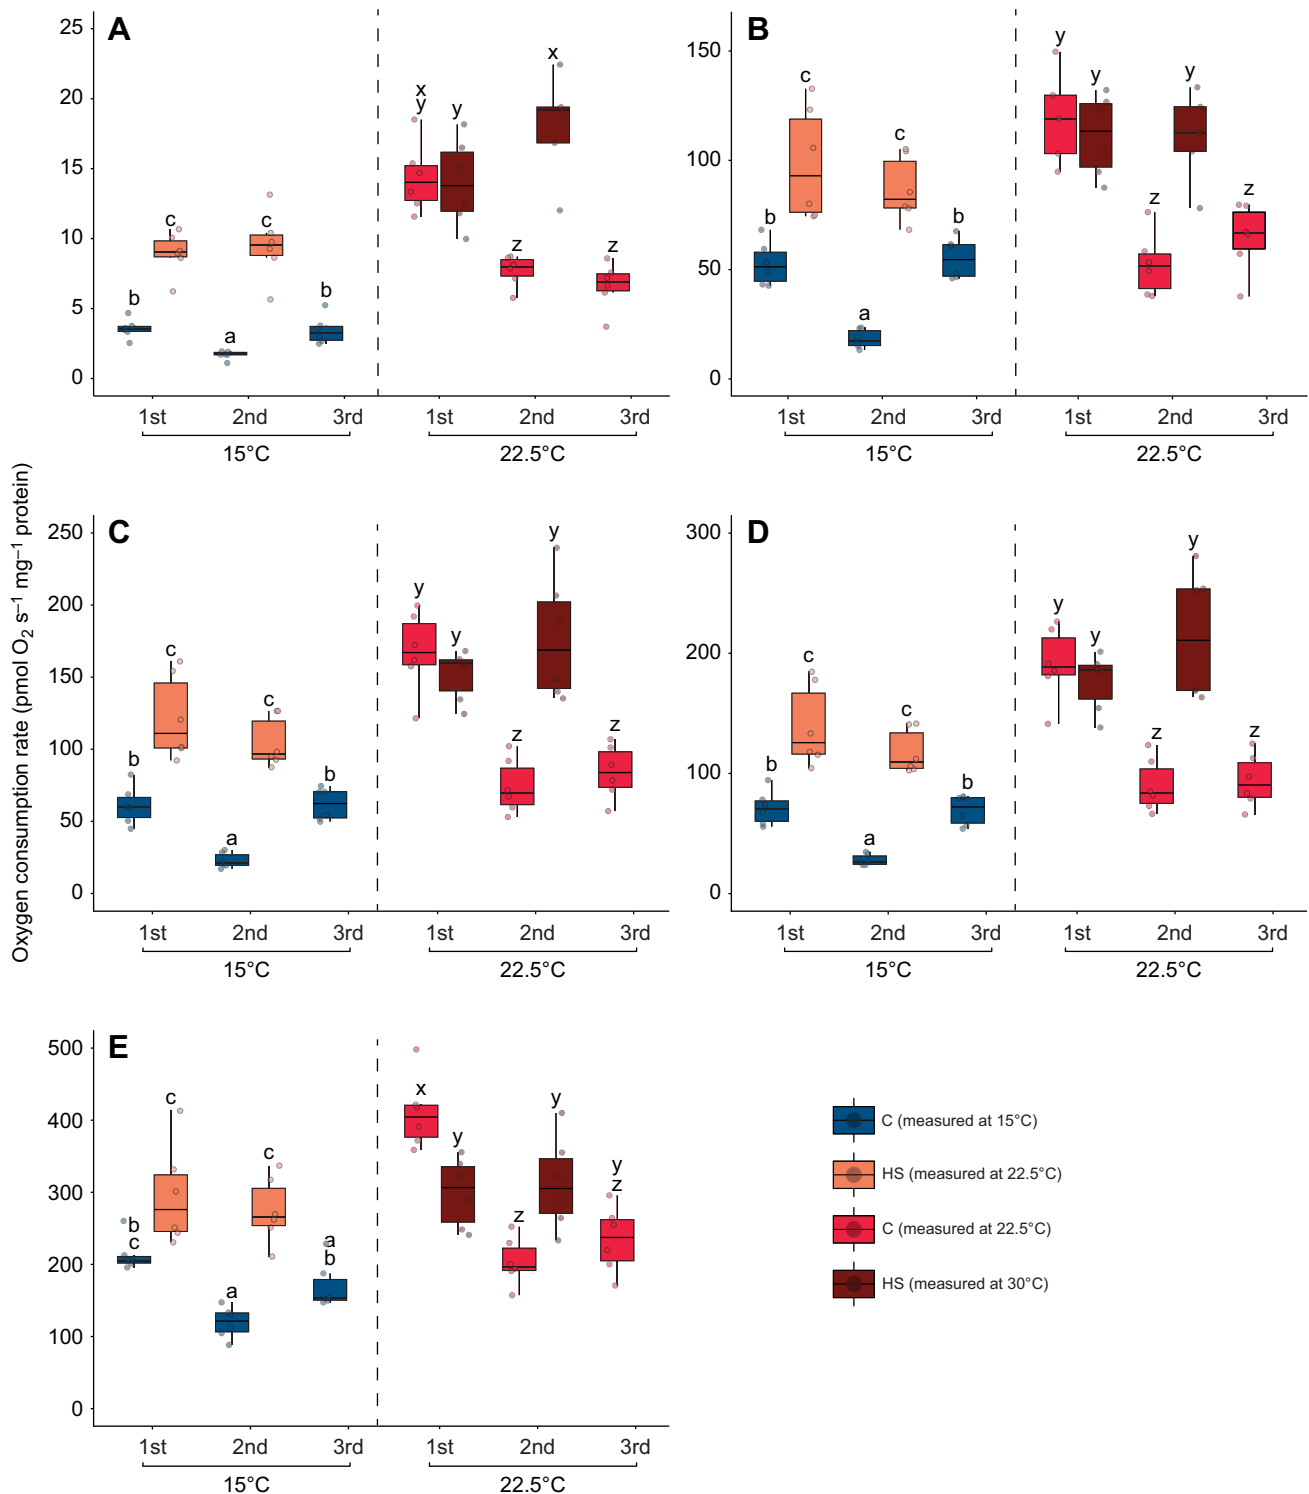 A
25
20
15
10
5
0
c
c
b
a
b
x
y
y
x
z
z
1st
2nd
3rd
1st
2nd
3rd
15°C
22.5°C
B
150
100
50
0
b
c
a
c
b
y
y
z
y
z
1st
2nd
3rd
1st
2nd
3rd
15°C
22.5°C
Oxygen consumption rate (pmol O₂ s⁻¹ mg⁻¹ protein)
C
250
200
150
100
50
0
b
c
a
c
b
y
y
z
y
z
1st
2nd
3rd
1st
2nd
3rd
15°C
22.5°C
D
300
200
100
0
b
c
a
c
b
y
y
z
y
z
1st
2nd
3rd
1st
2nd
3rd
15°C
22.5°C
E
500
400
300
200
100
0
b
c
c
a
c
a
b
x
y
z
y
y
z
1st
2nd
3rd
1st
2nd
3rd
15°C
22.5°C
C (measured at 15°C)
HS (measured at 22.5°C)
C (measured at 22.5°C)
HS (measured at 30°C)